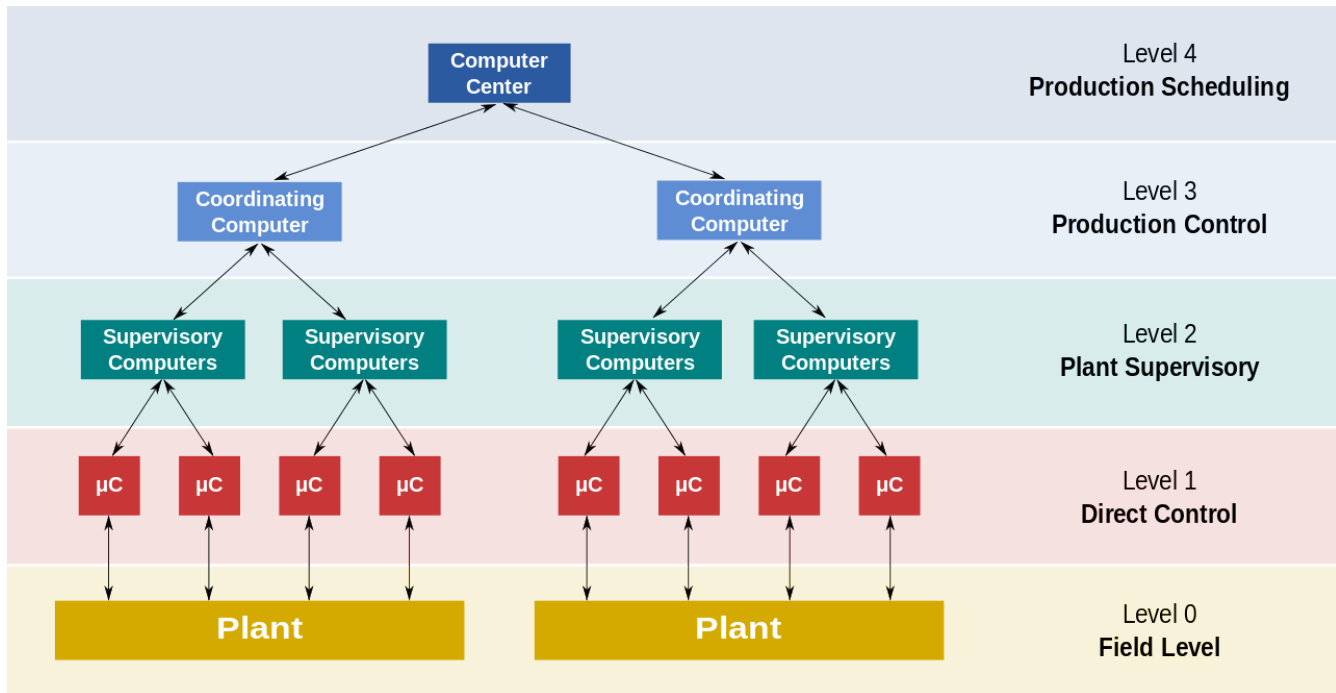 Computer
Center
Level 4
Production Scheduling
Coordinating
Computer
Coordinating
Computer
Level 3
Production Control
Supervisory
Computers
Supervisory
Computers
Supervisory
Computers
Supervisory
Computers
Level 2
Plant Supervisory
µC
µC
µC
µC
µC
µC
µC
µC
Level 1
Direct Control
Plant
Plant
Level 0
Field Level